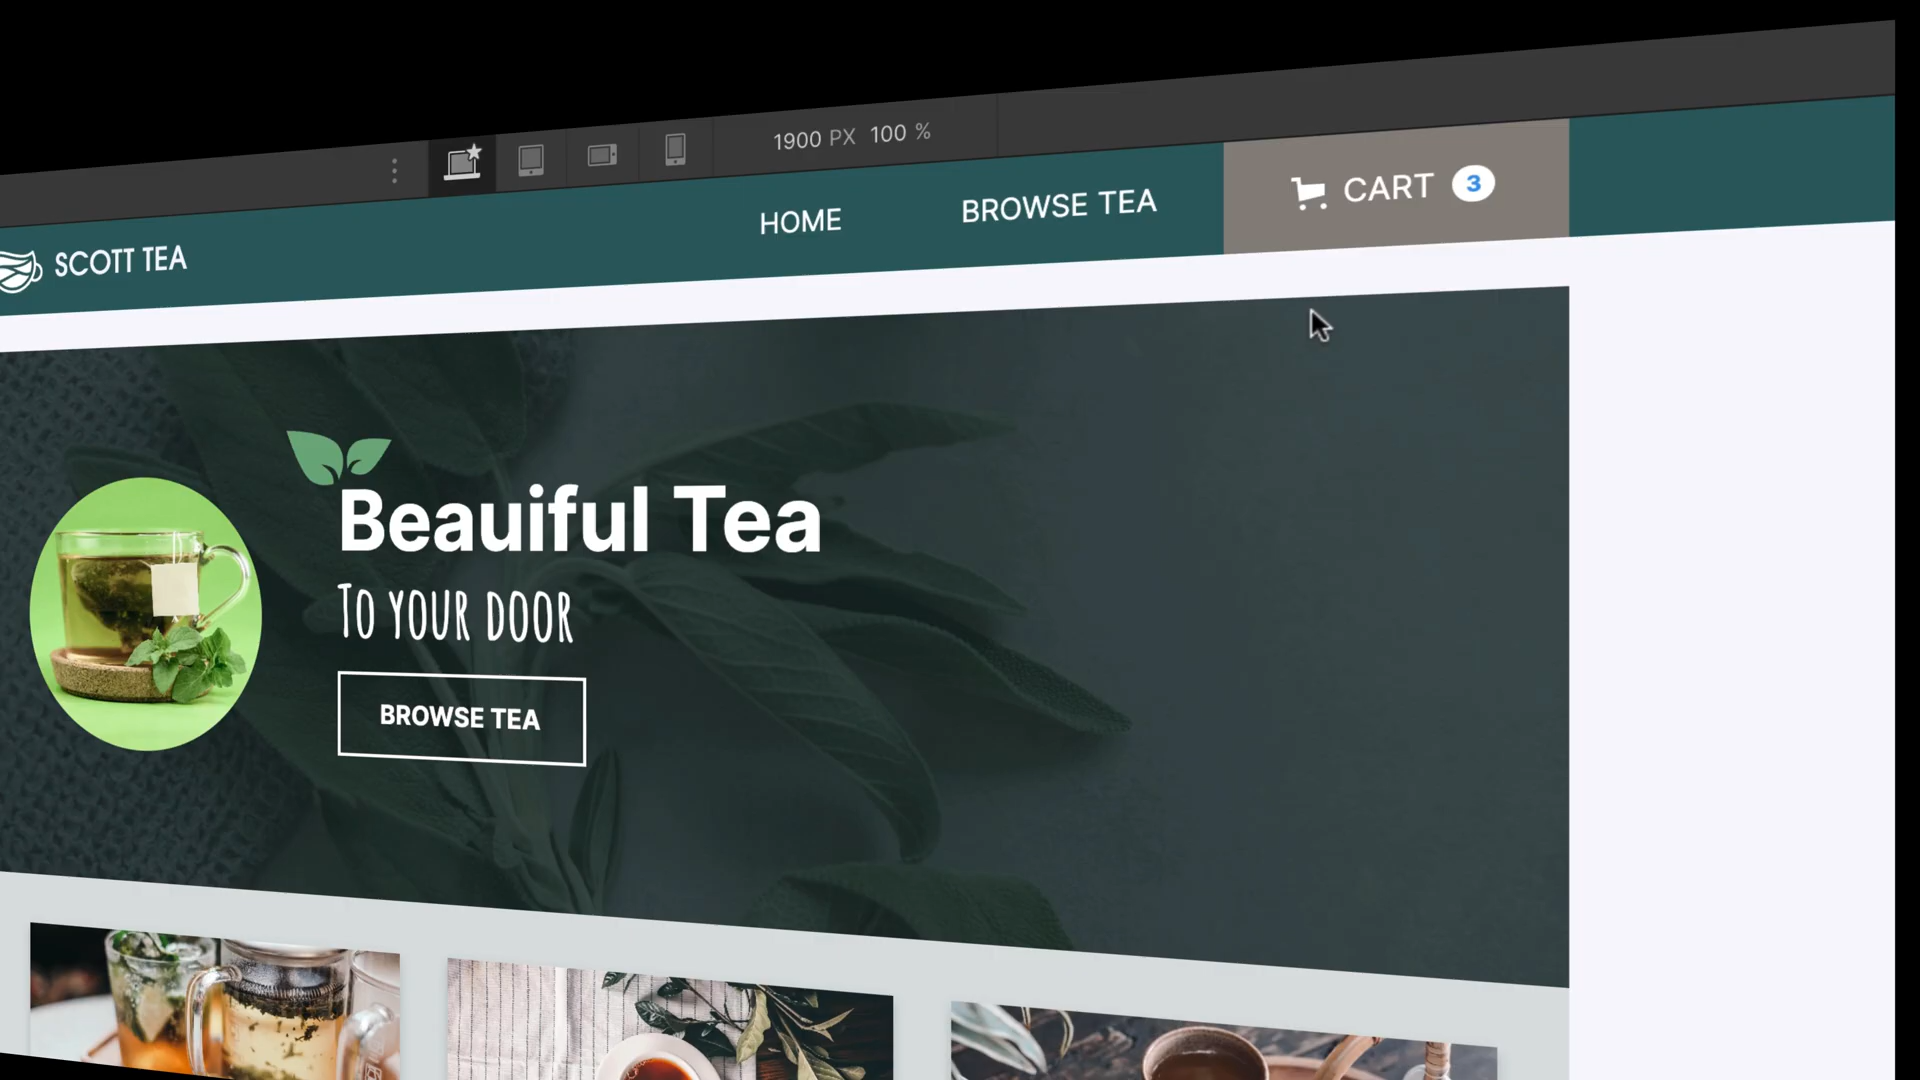 1900 PX 100 %
SCOTT TEA
HOME
BROWSE TEA
CART 3
Beauiful Tea
To your door
BROWSE TEA